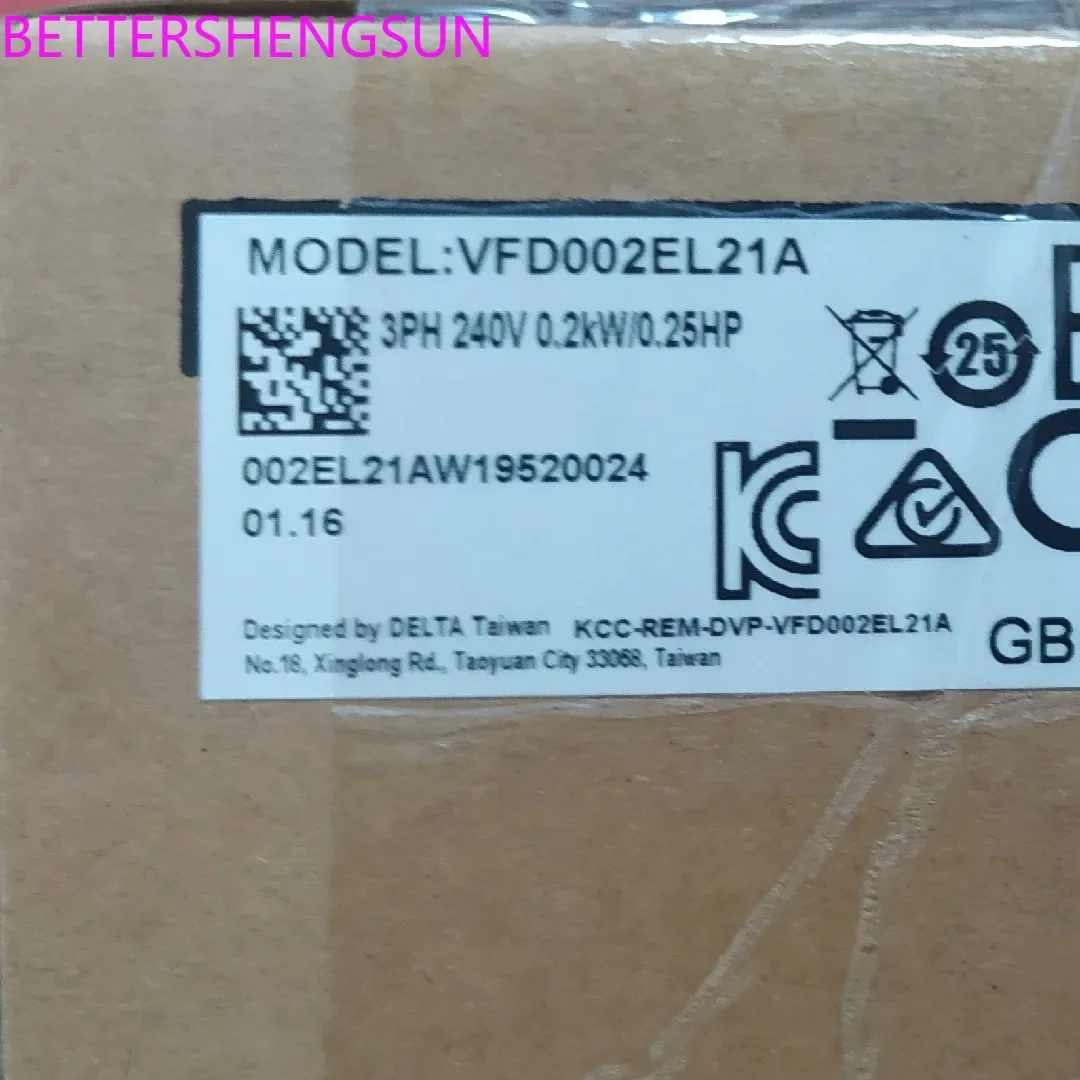 BETTERSHENGSUN
MODEL:VFD002EL21A
3PH 240V 0.2kW/0.25HP
25
002EL21AW19520024
01.16
Designed by DELTA Taiwan KCC-REM-DVP-VFD002EL21A
No.18, Xinglong Rd., Taoyuan City 33068, Taiwan
GB